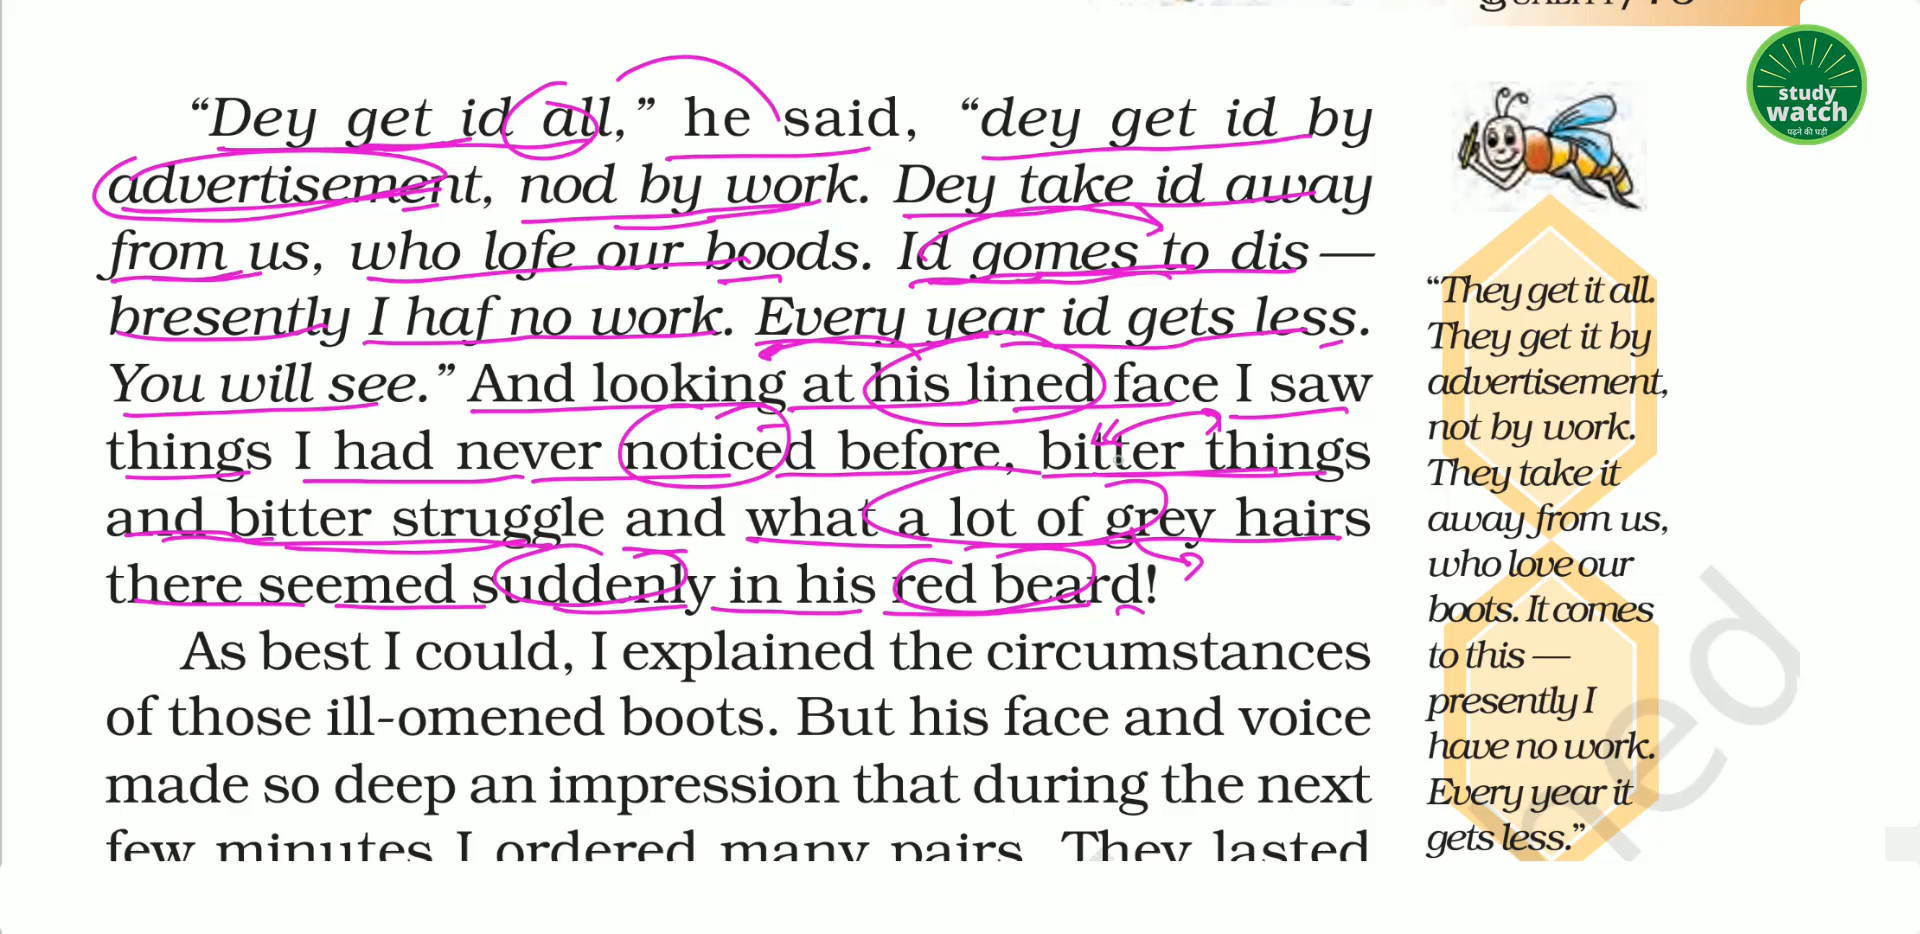 QUALITY/
study
watch
पढ़ने की घड़ी
“Dey get id all,” he said, “dey get id by
advertisement, nod by work. Dey take id away
from us, who lofe our boods. Id gomes to dis —
bresently I haf no work. Every year id gets less.
You will see.” And looking at his lined face I saw
things I had never noticed before, bitter things
and bitter struggle and what a lot of grey hairs
there seemed suddenly in his red beard!
As best I could, I explained the circumstances
of those ill-omened boots. But his face and voice
made so deep an impression that during the next
few minutes I ordered many pairs. They lasted
“They get it all.
They get it by
advertisement,
not by work.
They take it
away from us,
who love our
boots. It comes
to this —
presently I
have no work.
Every year it
gets less.”
ed